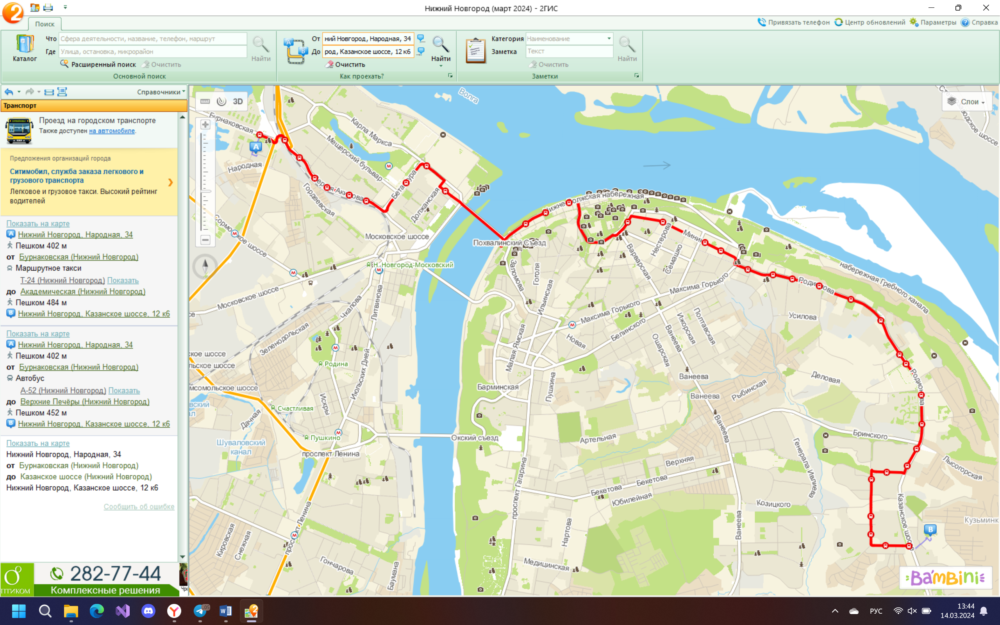 Нижний Новгород (март 2024) - 2ГИС
Поиск
Привязать телефон
Центр обновлений
Параметры
Справка
Каталог
Что
Сфера деятельности, название, телефон, маршрут
Где
Улица, остановка, микрорайон
Расширенный поиск
Очистить
Найти
Основной поиск
От
ний Новгород, Народная, 34
До
род, Казанское шоссе, 12 к6
Очистить
Найти
Как проехать?
Категория
Наименование
Заметка
Текст
Очистить
Найти
Заметки
Справочники
Транспорт
Проезд на городском транспорте
Также доступен на автомобиле.
Предложения организаций города
Ситимобил, служба заказа легкового и
грузового транспорта
Легковое и грузовое такси. Высокий рейтинг
водителей
Показать на карте
A Нижний Новгород, Народная, 34
Пешком 402 м
от Бурнаковская (Нижний Новгород)
Маршрутное такси
Т-24 (Нижний Новгород) Показать
до Академическая (Нижний Новгород)
Пешком 484 м
B Нижний Новгород, Казанское шоссе, 12 к6
Показать на карте
A Нижний Новгород, Народная, 34
Пешком 402 м
от Бурнаковская (Нижний Новгород)
Автобус
А-52 (Нижний Новгород) Показать
до Верхние Печёры (Нижний Новгород)
Пешком 452 м
B Нижний Новгород, Казанское шоссе, 12 к6
Показать на карте
Нижний Новгород, Народная, 34
от Бурнаковская (Нижний Новгород)
до Казанское шоссе (Нижний Новгород)
Нижний Новгород, Казанское шоссе, 12 к6
Сообщить об ошибке
ПТИКОМ
282-77-44
Комплексные решения
3D
Слои
Волга
Бурнаковская
A
Народная
Карла Маркса
Мещерский бульвар
Гордеевская
Должанская
Московское шоссе
Н. Новгород-Московский
Московское шоссе
Похвалинский Съезд
Нестерова
Семашко
Варварская
Заломова
Гоголя
Ильинская
Максима Горького
Максима Горького
набережная Гребного канала
Усилова
Белинского
Новая
Малая Ямская
Ижорская
Полтавская
Ошарская
Ванеева
Ванеева
Ванеева
Ванеева
Ванеева
Рыбинская
Деловая
Чкалова
Литвинова
Зеленодольская
Родина
Июльских Дней
Искры
Счастливая
Дачная
Пушкино
Шуваловский
канал
проспект Ленина
Барминская
Пушкина
Окский съезд
Артельная
проспект Гагарина
Верхняя
Бекетова
Бекетова
Юбилейная
Нартова
Медицинская
Бринского
Генерала Ивлиева
Козицкого
Лысогорская
Казанское шоссе
Кузьминк
B
Кировская
Снежная
Гончарова
Баумана
Bambini
РУС
13:44
14.03.2024